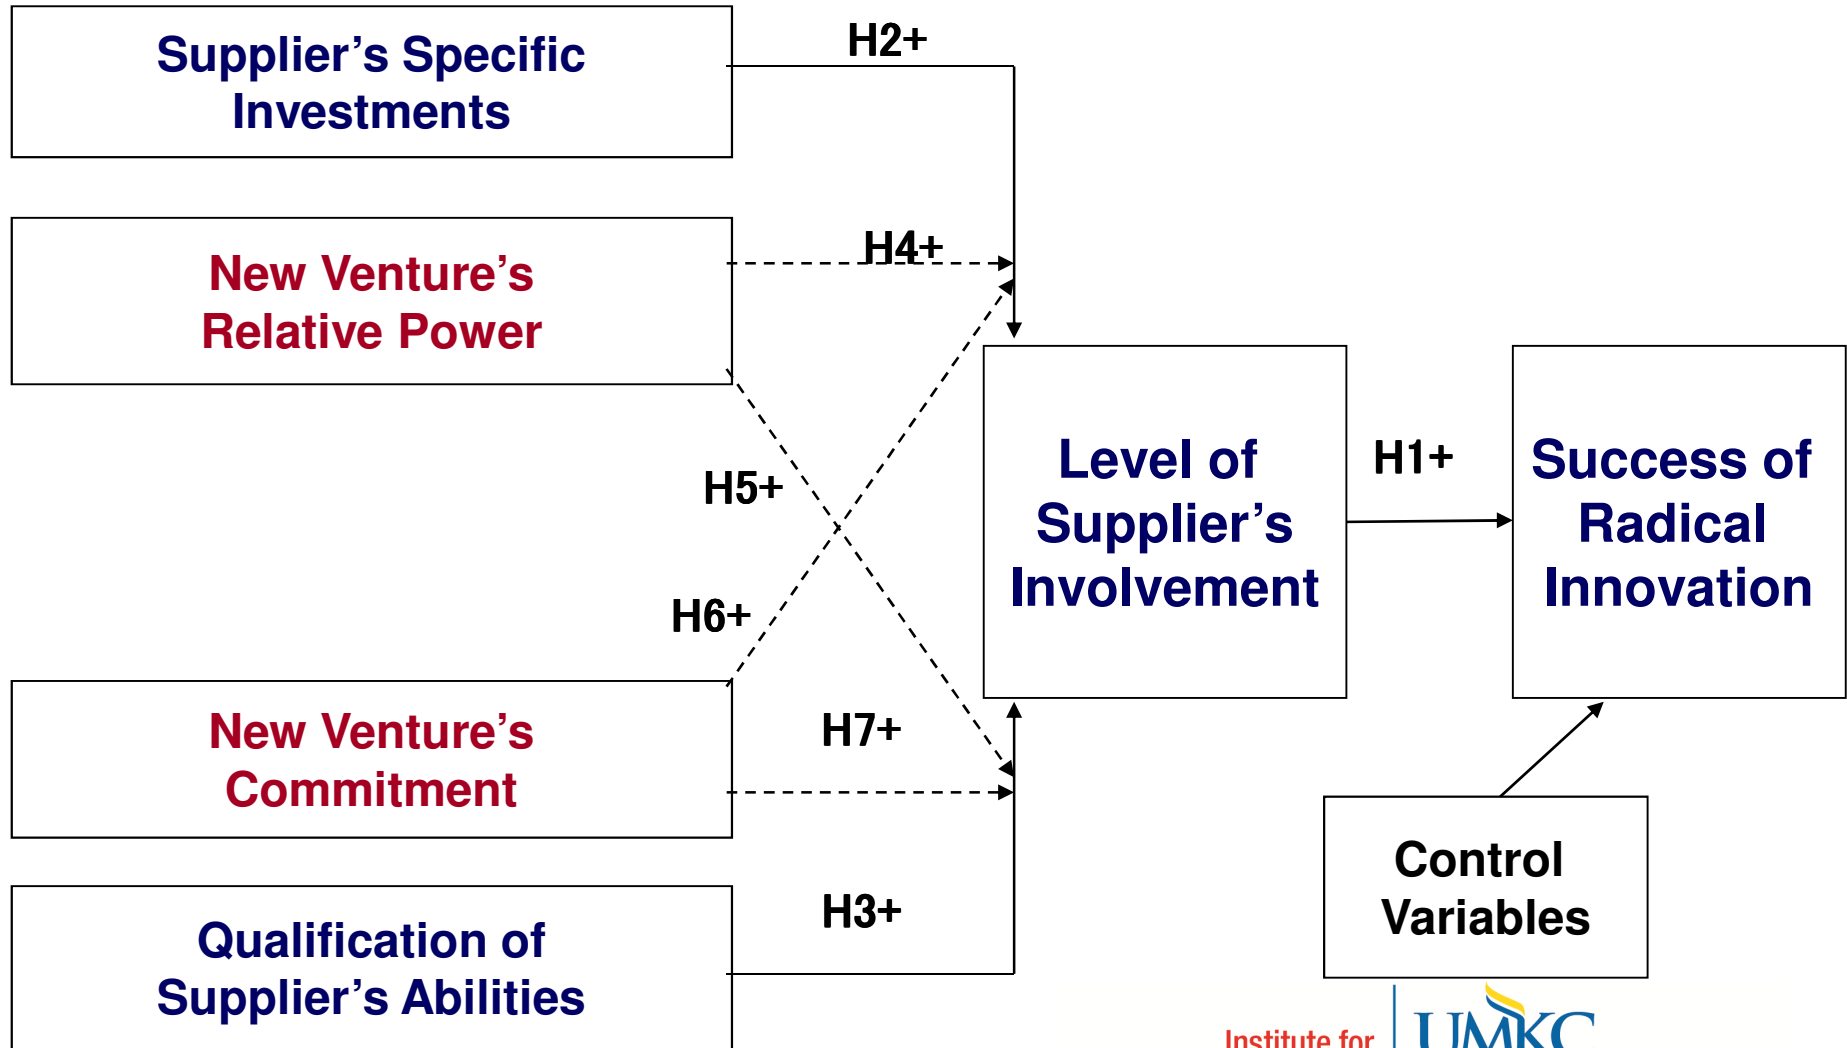 Supplier’s Specific
Investments
H2+
New Venture’s
Relative Power
H4+
H5+
H6+
Level of
Supplier’s
Involvement
H1+
Success of
Radical
Innovation
New Venture’s
Commitment
H7+
Control
Variables
Qualification of
Supplier’s Abilities
H3+
Institute for
UMKC